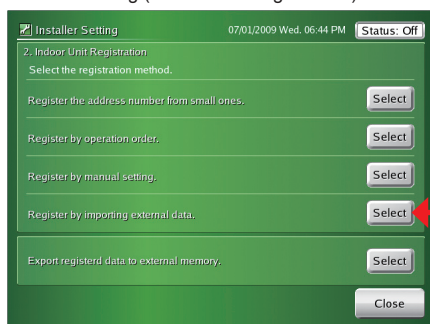 Installer Setting
07/01/2009 Wed. 06:44 PM
Status: Off
2. Indoor Unit Registration
Select the registration method.
Register the address number from small ones.
Select
Register by operation order.
Select
Register by manual setting.
Select
Register by importing external data.
Select
Export registerd data to external memory.
Select
Close